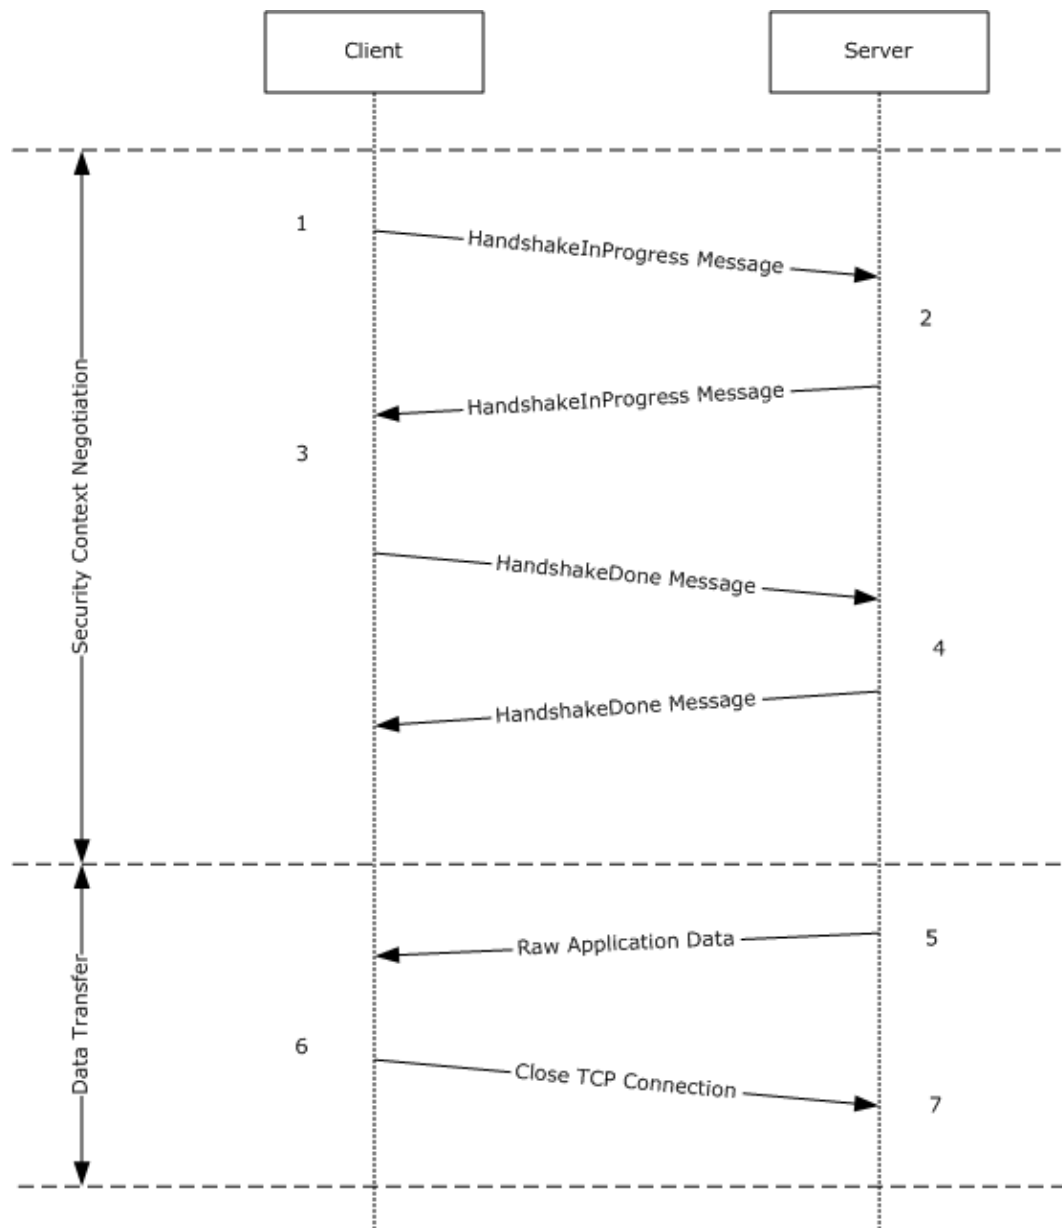 Client
Server
1
HandshakeInProgress Message
2
HandshakeInProgress Message
3
Security Context Negotiation
HandshakeDone Message
4
HandshakeDone Message
Raw Application Data
5
Data Transfer
6
Close TCP Connection
7